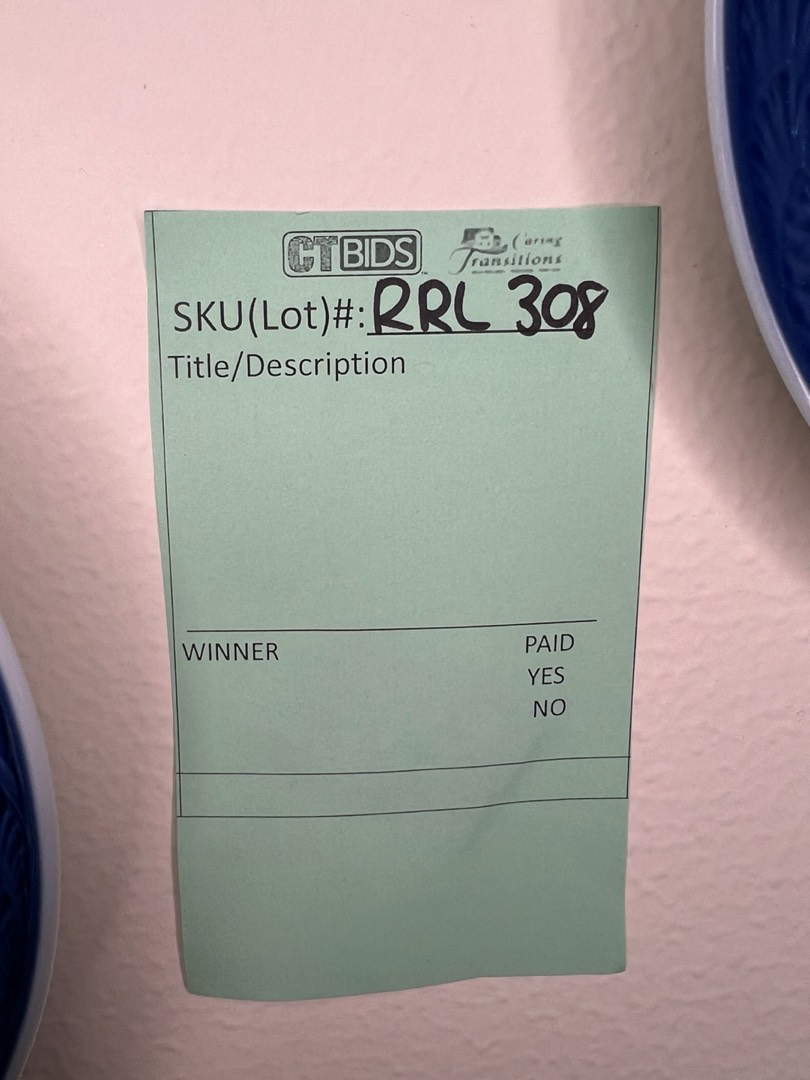 CTBIDS Caring Transitions
SKU(Lot)#: RRL 308
Title/Description
WINNER PAID
YES
NO